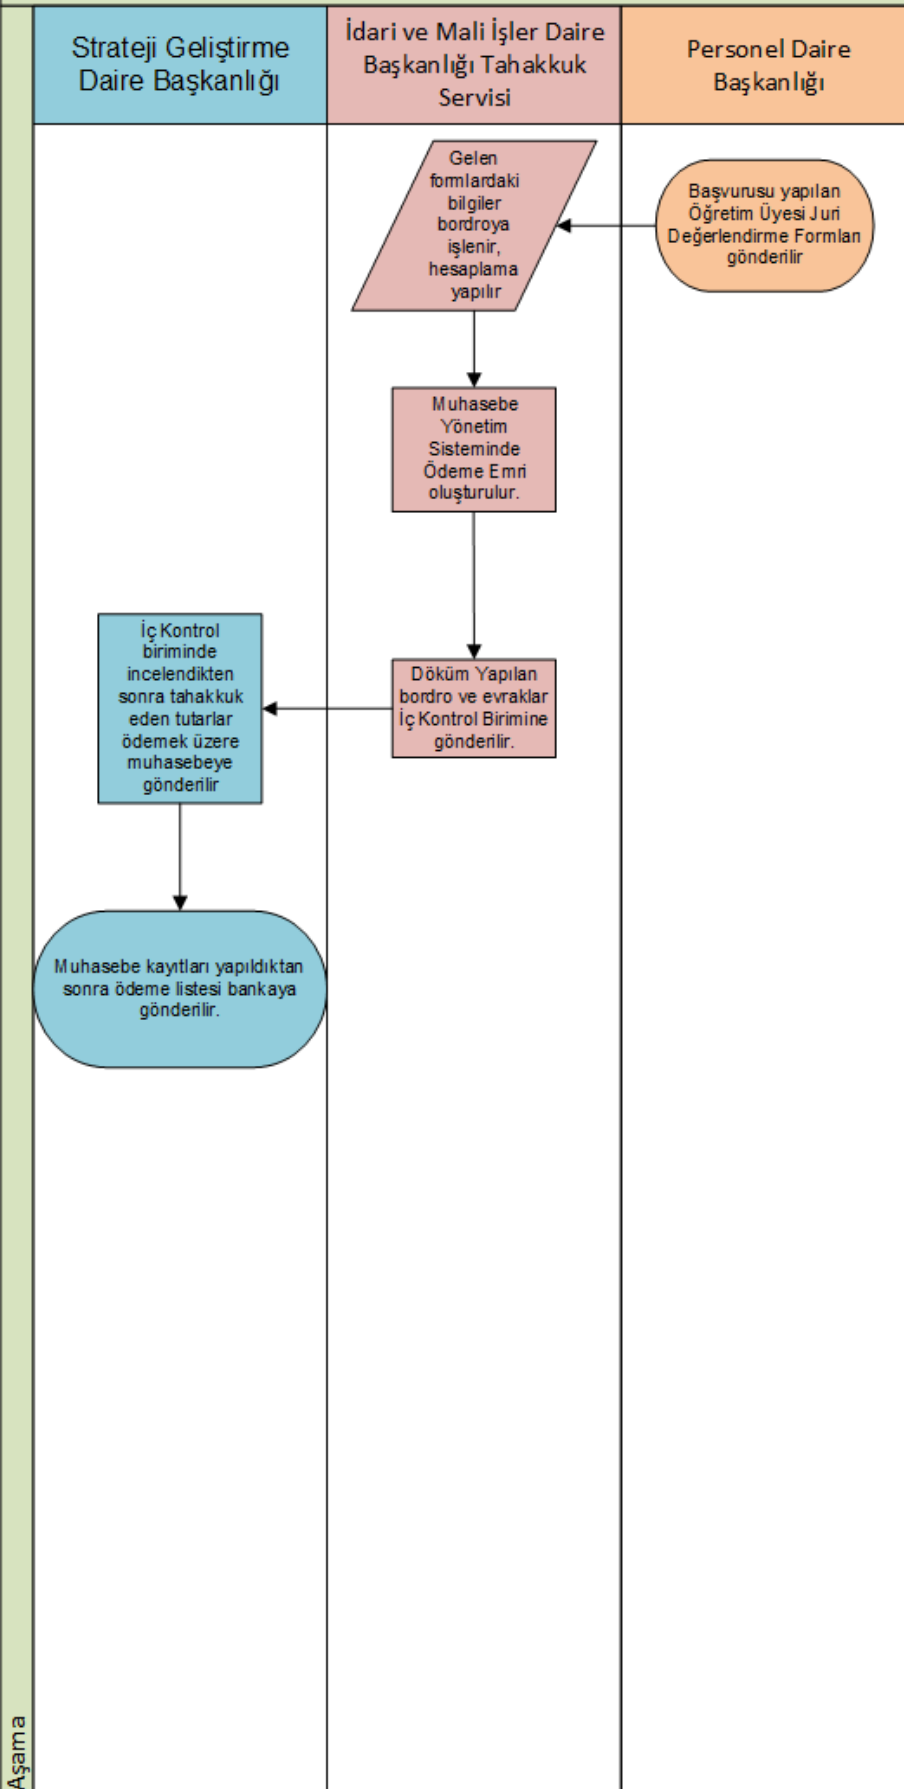 Strateji Geliştirme
Daire Başkanlığı
İdari ve Mali İşler Daire
Başkanlığı Tahakkuk
Servisi
Personel Daire
Başkanlığı
Başvurusu yapılan
Öğretim Üyesi Juri
Değerlendirme Formları
gönderilir
Gelen
formlardaki
bilgiler
bordroya
işlenir,
hesaplama
yapılır
Muhasebe
Yönetim
Sisteminde
Ödeme Emri
oluşturulur.
Döküm Yapılan
bordro ve evraklar
İç Kontrol Birimine
gönderilir.
İç Kontrol
biriminde
incelendikten
sonra tahakkuk
eden tutarlar
ödemek üzere
muhasebeye
gönderilir
Muhasebe kayıtları yapıldıktan
sonra ödeme listesi bankaya
gönderilir.
Aşama